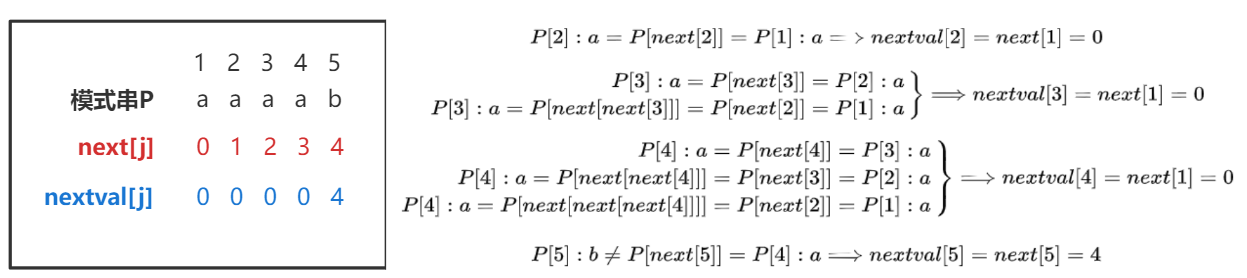 1 2 3 4 5
模式串P a a a a b
next[j] 0 1 2 3 4
nextval[j] 0 0 0 0 4
P[2] : a = P[next[2]] = P[1] : a => nextval[2] = next[1] = 0
P[3] : a = P[next[3]] = P[2] : a
P[3] : a = P[next[next[3]]] = P[next[2]] = P[1] : a } ⟹ nextval[3] = next[1] = 0
P[4] : a = P[next[4]] = P[3] : a
P[4] : a = P[next[next[4]]] = P[next[3]] = P[2] : a } ⟹ nextval[4] = next[1] = 0
P[4] : a = P[next[next[next[4]]]] = P[next[2]] = P[1] : a
P[5] : b ≠ P[next[5]] = P[4] : a ⟹ nextval[5] = next[5] = 4